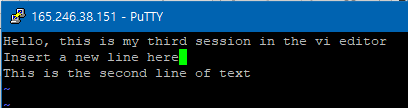 165.246.38.151 - PuTTY
Hello, this is my third session in the vi editor
Insert a new line here
This is the second line of text
~
~